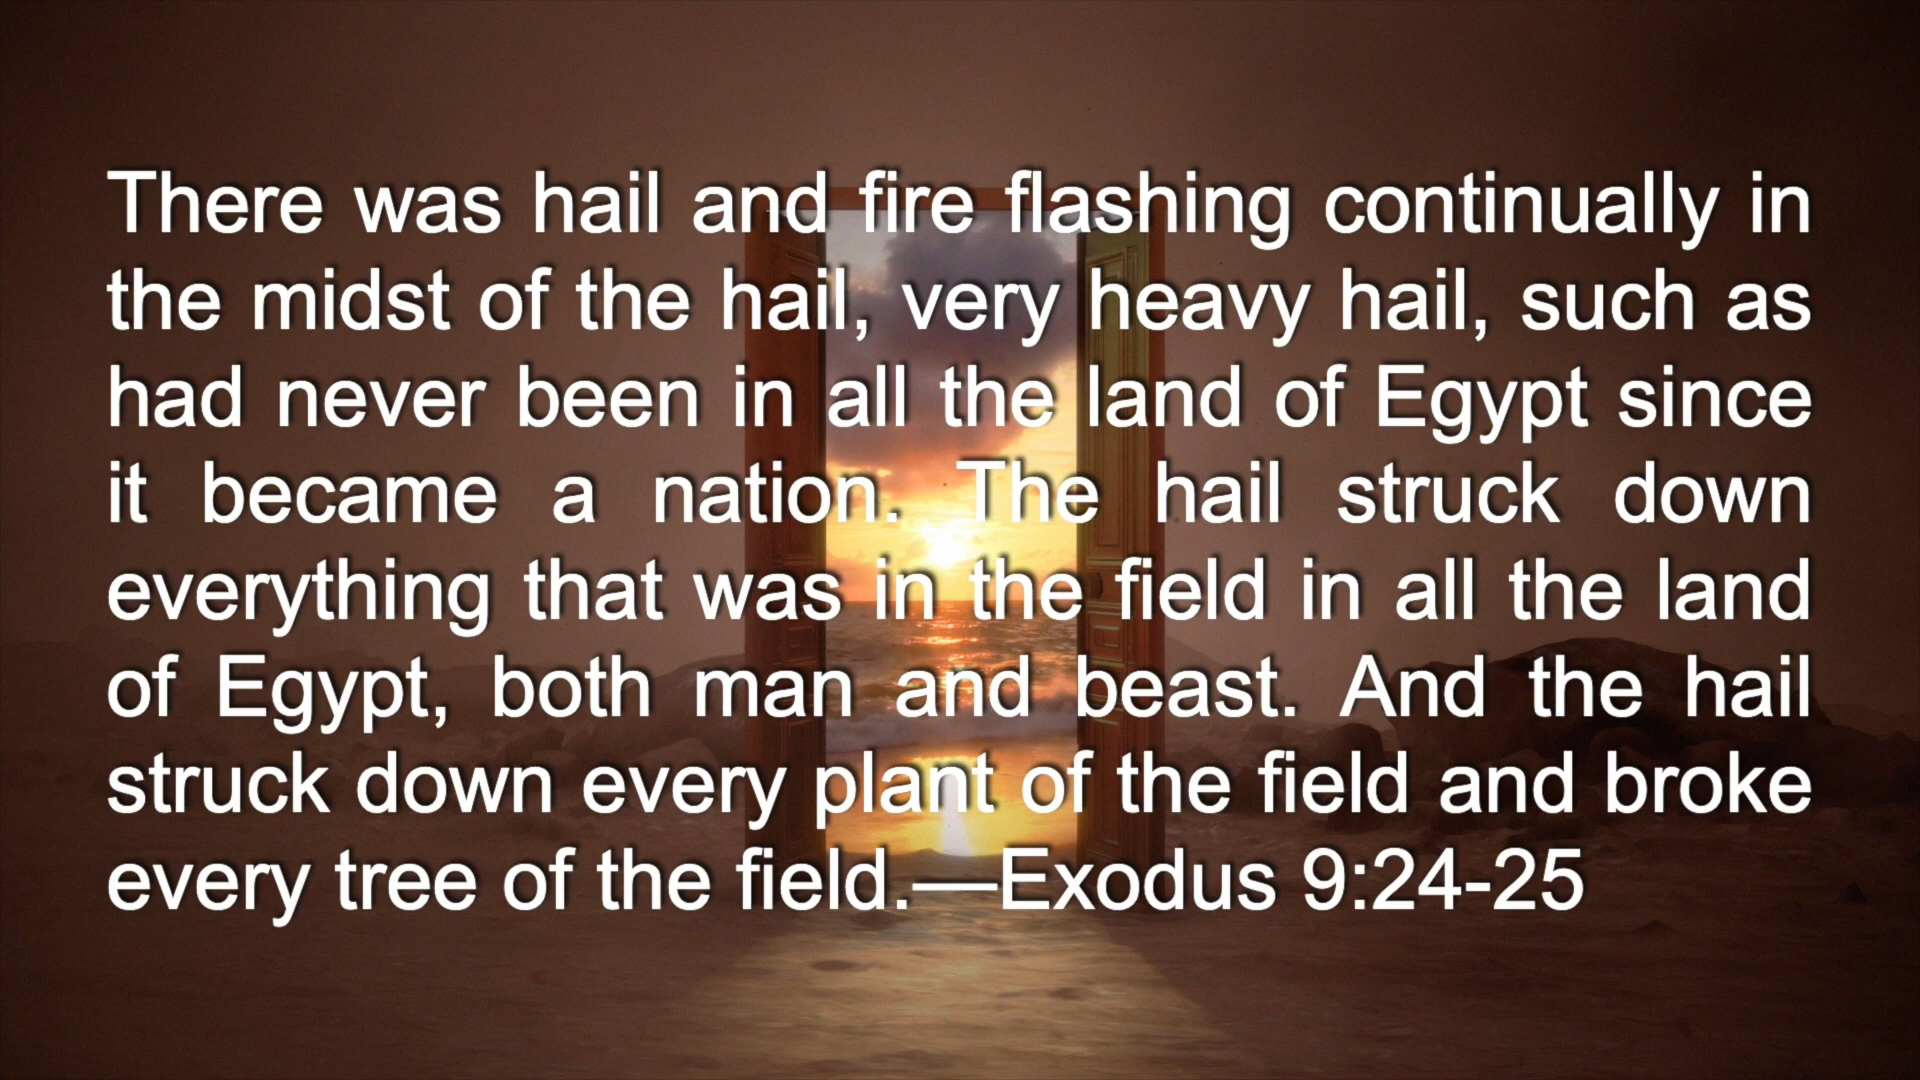 There was hail and fire flashing continually in
the midst of the hail, very heavy hail, such as
had never been in all the land of Egypt since
it became a nation. The hail struck down
everything that was in the field in all the land
of Egypt, both man and beast. And the hail
struck down every plant of the field and broke
every tree of the field.—Exodus 9:24-25